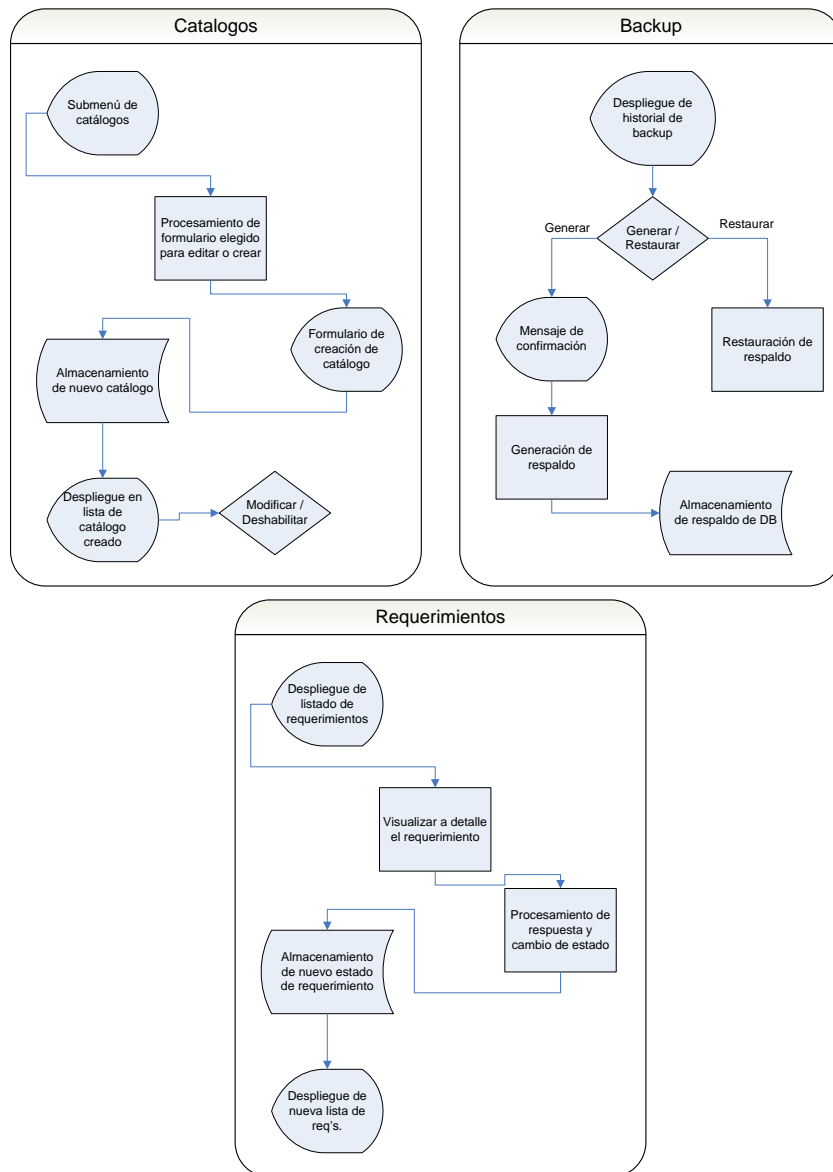 Catalogos
Submenú de
catálogos
Procesamiento de
formulario elegido
para editar o crear
Formulario de
creación de
catálogo
Almacenamiento
de nuevo catálogo
Despliegue en
lista de
catálogo
creado
Modificar /
Deshabilitar
Backup
Despliegue de
historial de
backup
Generar /
Restaurar
Generar
Restaurar
Mensaje de
confirmación
Restauración de
respaldo
Generación de
respaldo
Almacenamiento
de respaldo de DB
Requerimientos
Despliegue de
listado de
requerimientos
Visualizar a detalle
el requerimiento
Procesamiento de
respuesta y
cambio de estado
Almacenamiento
de nuevo estado
de requerimiento
Despliegue de
nueva lista de
req's.